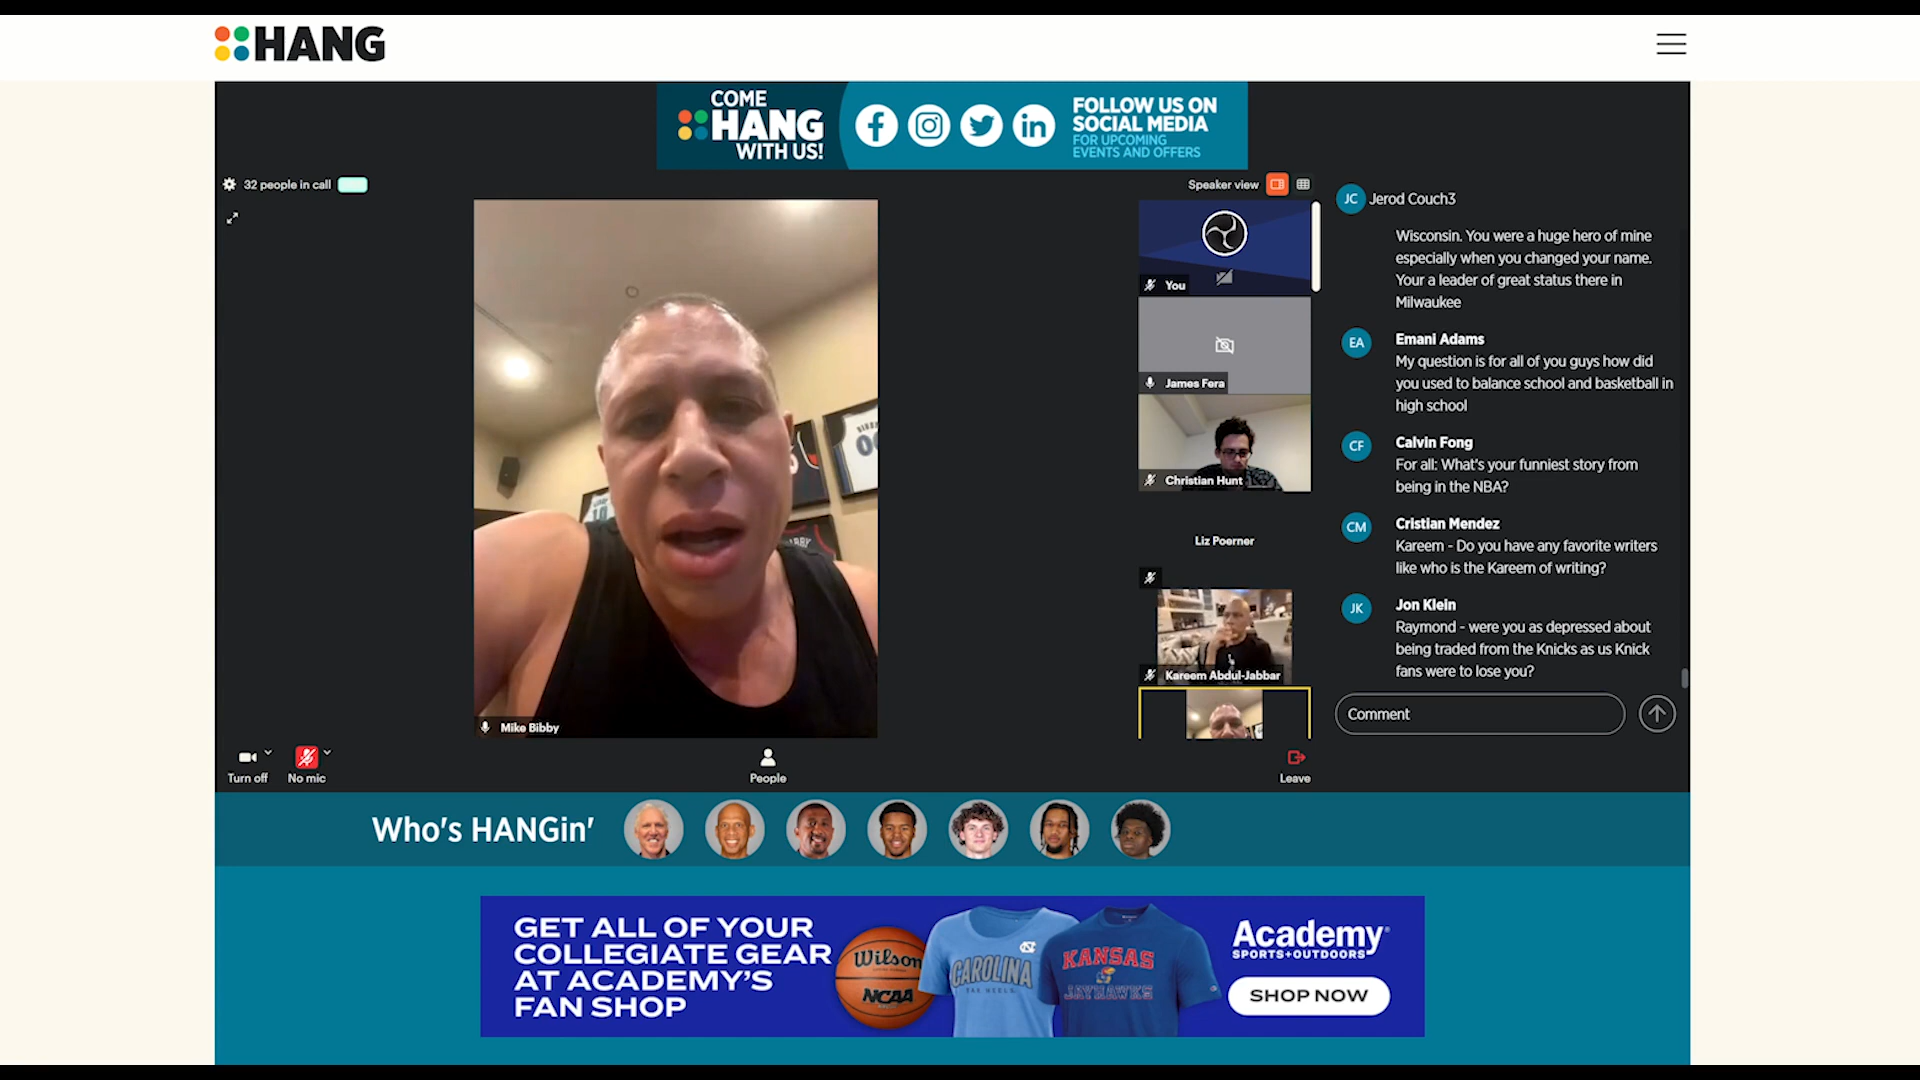 HANG
COME
HANG
WITH US!
FOLLOW US ON
SOCIAL MEDIA
FOR UPCOMING
EVENTS AND OFFERS
32 people in call
Speaker view
You
James Fera
Christian Hunt
Liz Poerner
Kareem Abdul-Jabbar
Mike Bibby
JC Jerod Couch3
Wisconsin. You were a huge hero of mine
especially when you changed your name.
Your a leader of great status there in
Milwaukee
EA Emani Adams
My question is for all of you guys how did
you used to balance school and basketball in
high school
CF Calvin Fong
For all: What's your funniest story from
being in the NBA?
CM Cristian Mendez
Kareem - Do you have any favorite writers
like who is the Kareem of writing?
JK Jon Klein
Raymond - were you as depressed about
being traded from the Knicks as us Knick
fans were to lose you?
Comment
Turn off
No mic
People
Leave
Who's HANGin'
GET ALL OF YOUR
COLLEGIATE GEAR
AT ACADEMY'S
FAN SHOP
Wilson
NCAA
CAROLINA
TAR HEELS
KANSAS
JAYHAWKS
Academy
SPORTS+OUTDOORS
SHOP NOW